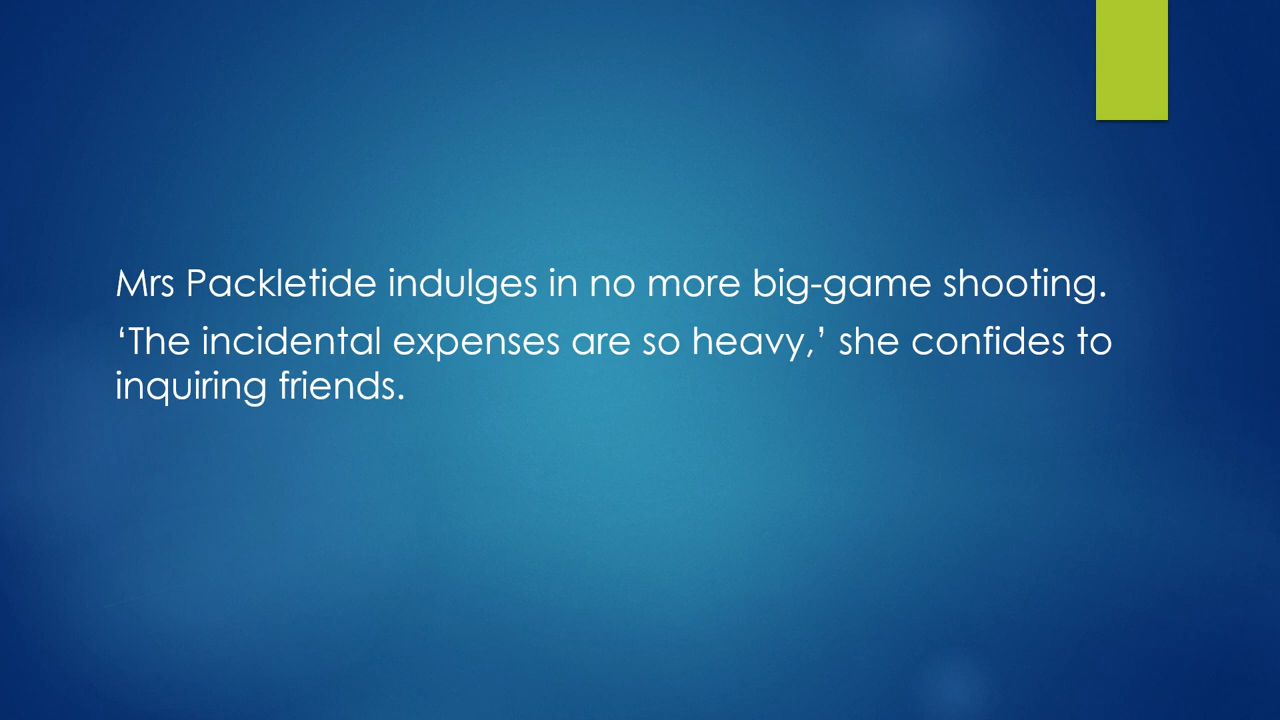 Mrs Packletide indulges in no more big-game shooting.
‘The incidental expenses are so heavy,’ she confides to
inquiring friends.